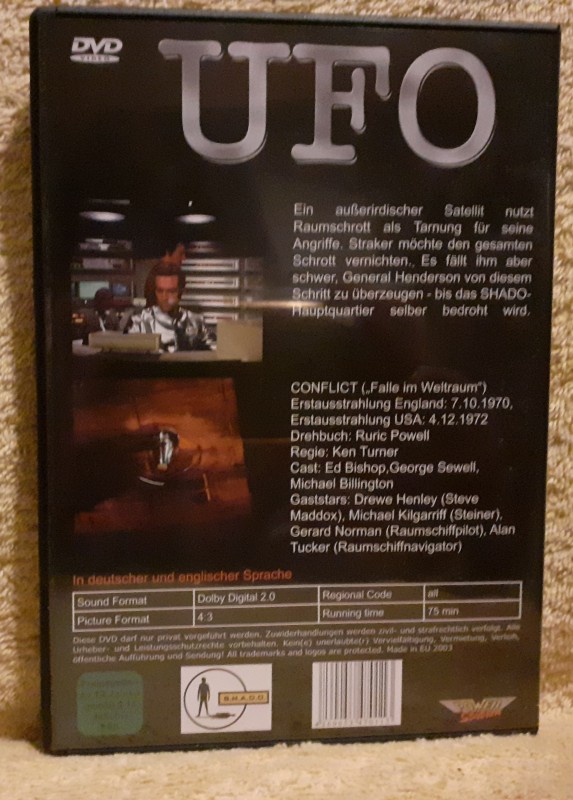 DVD
VIDEO
UFO
Ein außerirdischer Satellit nutzt
Raumschrott als Tarnung für seine
Angriffe. Straker möchte den gesamten
Schrott vernichten. Es fällt ihm aber
schwer, General Henderson von diesem
Schritt zu überzeugen - bis das SHADO-
Hauptquartier selber bedroht wird.
CONFLICT („Falle im Weltraum")
Erstausstrahlung England: 7.10.1970,
Erstausstrahlung USA: 4.12.1972
Drehbuch: Ruric Powell
Regie: Ken Turner
Cast: Ed Bishop,George Sewell,
Michael Billington
Gaststars: Drewe Henley (Steve
Maddox), Michael Kilgarriff (Steiner),
Gerard Norman (Raumschiffpilot), Alan
Tucker (Raumschiffnavigator)
In deutscher und englischer Sprache
Sound Format Dolby Digital 2.0 Regional Code all
Picture Format 4:3 Running time 75 min
Diese DVD darf nur privat vorgeführt werden. Zuwiderhandlungen werden zivil- und strafrechtlich verfolgt. Alle
Urheber- und Leistungsschutzrechte vorbehalten. Kein(e) unerlaubte(r) Vervielfältigung, Vermietung, Verleih,
öffentliche Aufführung und Sendung! All trademarks and logos are protected. Made in EU 2003
S.H.A.D.O